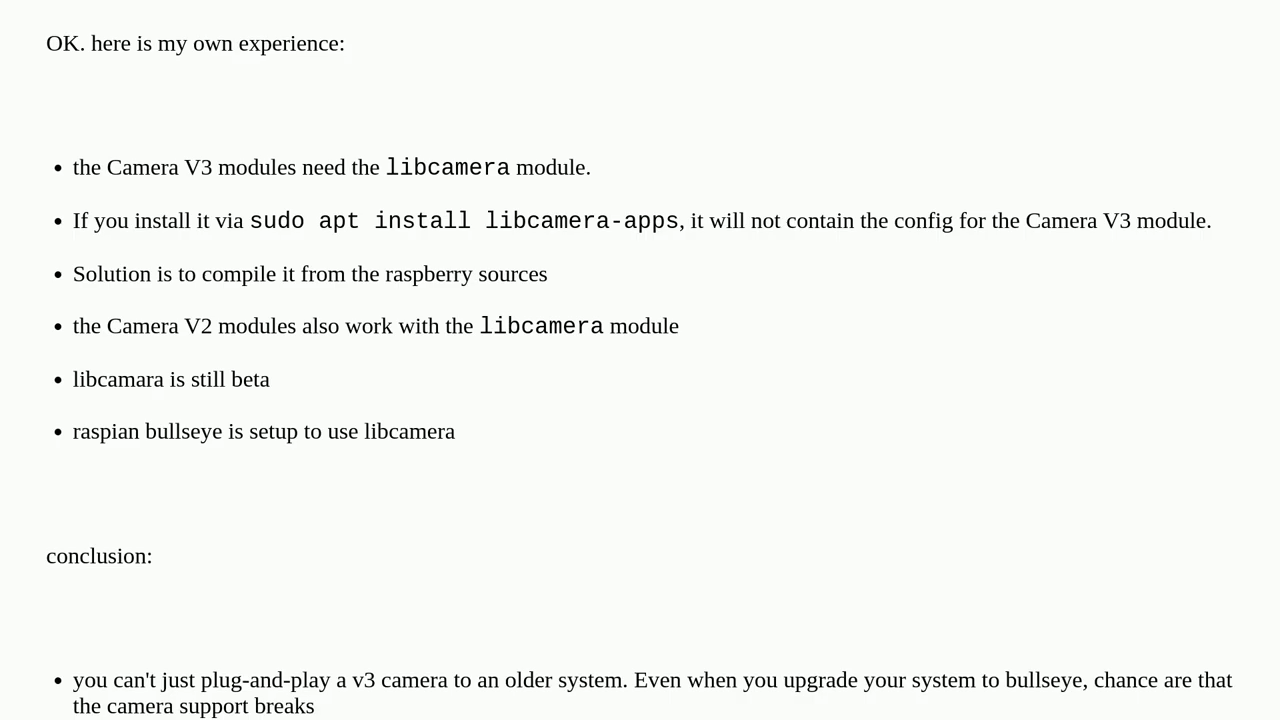 OK. here is my own experience:
the Camera V3 modules need the libcamera module.
If you install it via sudo apt install libcamera-apps, it will not contain the config for the Camera V3 module.
Solution is to compile it from the raspberry sources
the Camera V2 modules also work with the libcamera module
libcamara is still beta
raspian bullseye is setup to use libcamera
conclusion:
you can't just plug-and-play a v3 camera to an older system. Even when you upgrade your system to bullseye, chance are that
the camera support breaks